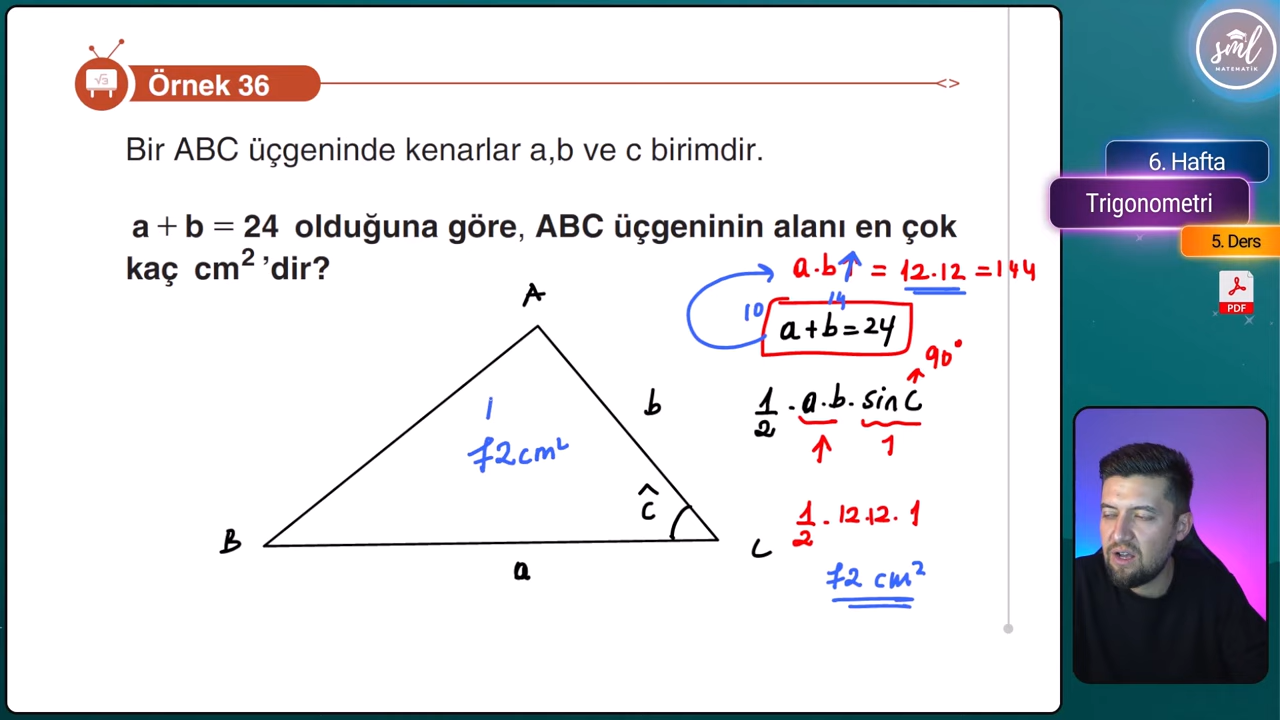 √3
Örnek 36
<>
Bir ABC üçgeninde kenarlar a,b ve c birimdir.
a + b = 24 olduğuna göre, ABC üçgeninin alanı en çok
kaç cm² 'dir?
a.b↑ = 12.12 = 144
10 14
a+b=24
90°
1/2 . a.b. sin C
1
1/2 . 12.12. 1
72 cm²
A
b
72cm²
Ĉ
B
C
a
sml
MATEMATİK
6. Hafta
Trigonometri
5. Ders
PDF